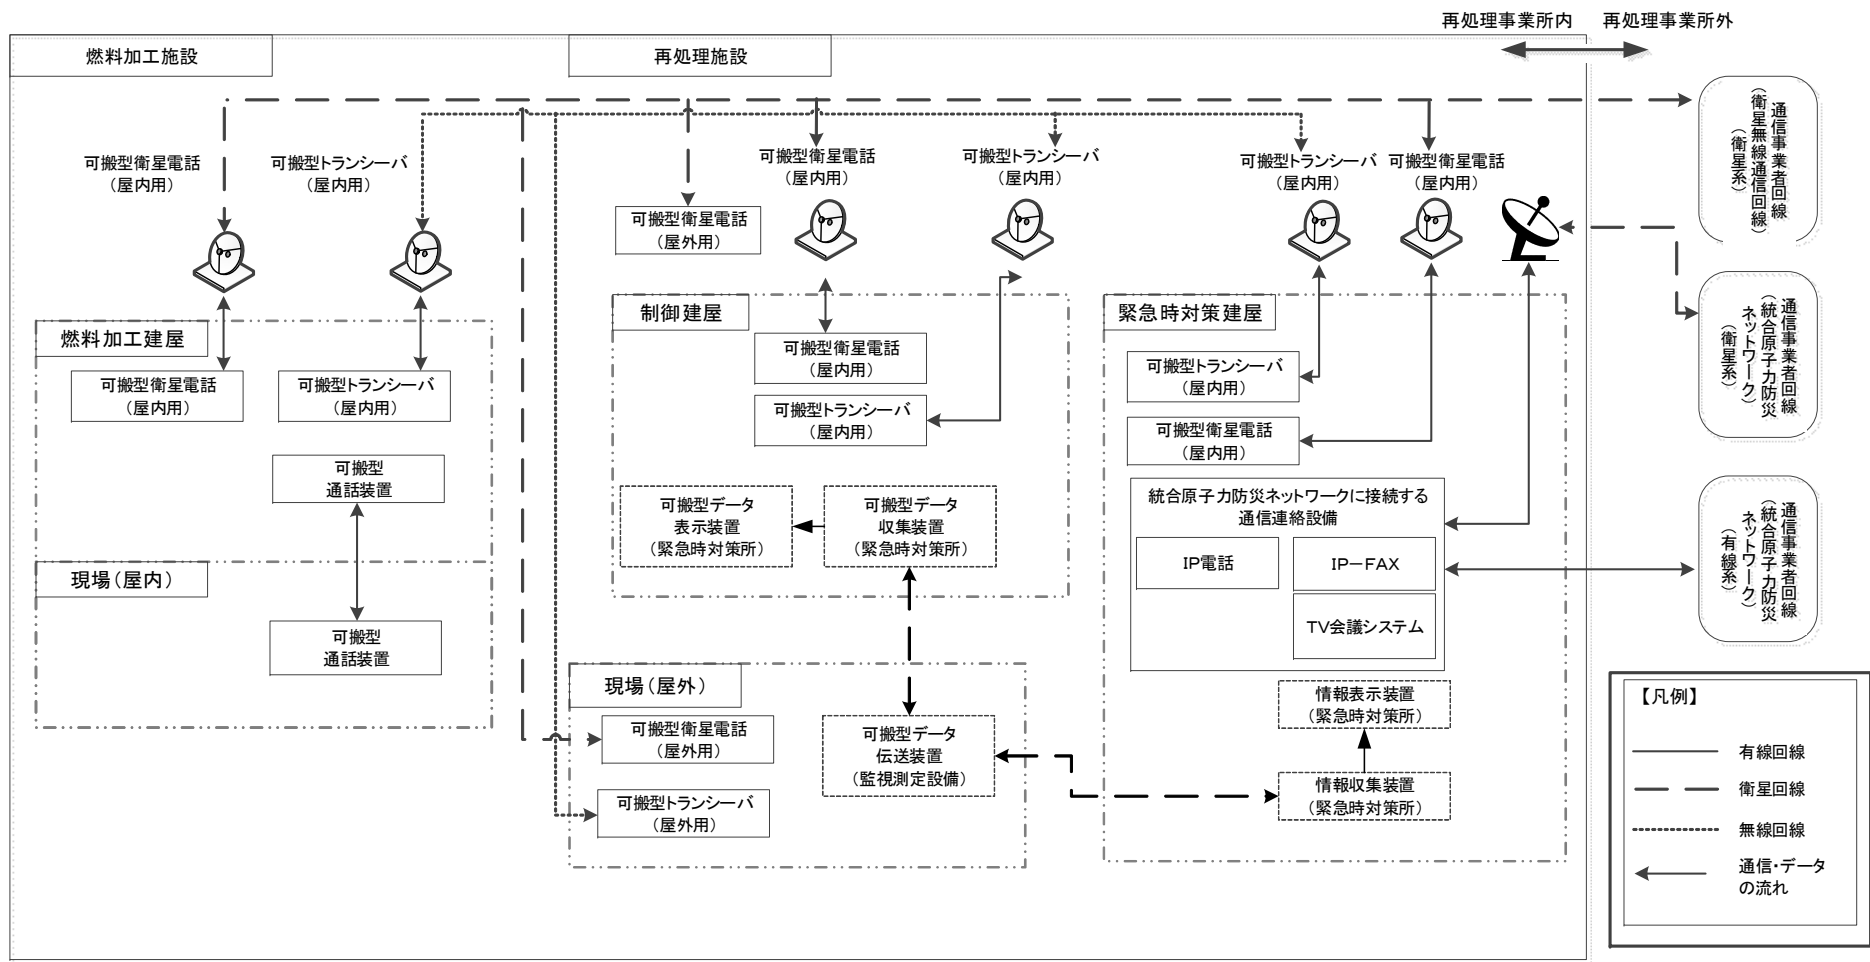 再処理事業所内
再処理事業所外
燃料加工施設
再処理施設
可搬型衛星電話
（屋内用）
可搬型トランシーバ
（屋内用）
可搬型衛星電話
（屋外用）
可搬型衛星電話
（屋内用）
可搬型トランシーバ
（屋内用）
可搬型トランシーバ
（屋内用）
可搬型衛星電話
（屋内用）
通信事業者回線
（衛星無線通信回線）
（衛星系）
燃料加工建屋
可搬型衛星電話
（屋内用）
可搬型トランシーバ
（屋内用）
可搬型
通話装置
現場（屋内）
可搬型
通話装置
制御建屋
可搬型衛星電話
（屋内用）
可搬型トランシーバ
（屋内用）
可搬型データ
表示装置
（緊急時対策所）
可搬型データ
収集装置
（緊急時対策所）
現場（屋外）
可搬型衛星電話
（屋外用）
可搬型トランシーバ
（屋外用）
可搬型データ
伝送装置
（監視測定設備）
緊急時対策建屋
可搬型トランシーバ
（屋内用）
可搬型衛星電話
（屋内用）
統合原子力防災ネットワークに接続する
通信連絡設備
IP電話
IP－FAX
TV会議システム
情報表示装置
（緊急時対策所）
情報収集装置
（緊急時対策所）
通信事業者回線
（統合原子力防災
ネットワーク）
（衛星系）
通信事業者回線
（統合原子力防災
ネットワーク）
（有線系）
【凡例】
有線回線
衛星回線
無線回線
通信・データ
の流れ